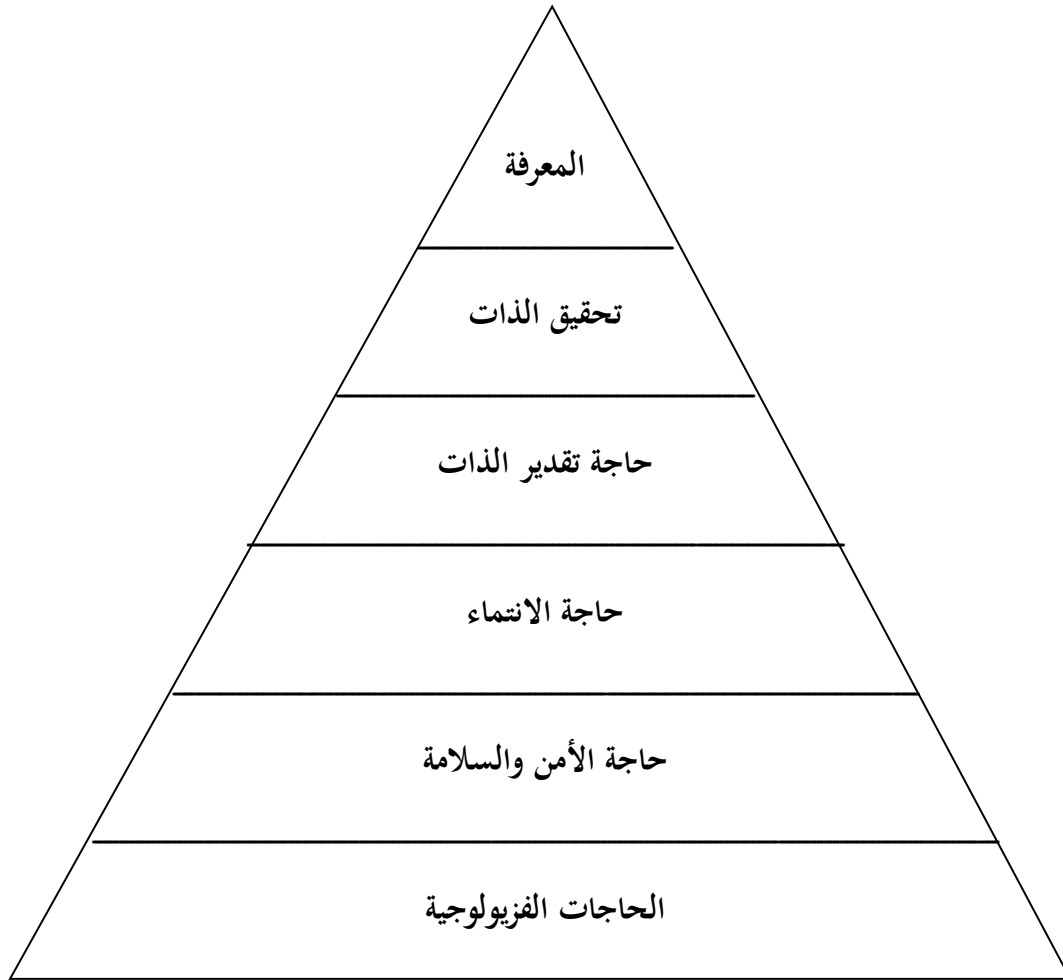 المعرفة
تحقيق الذات
حاجة تقدير الذات
حاجة الانتماء
حاجة الأمن والسلامة
الحاجات الفزيولوجية